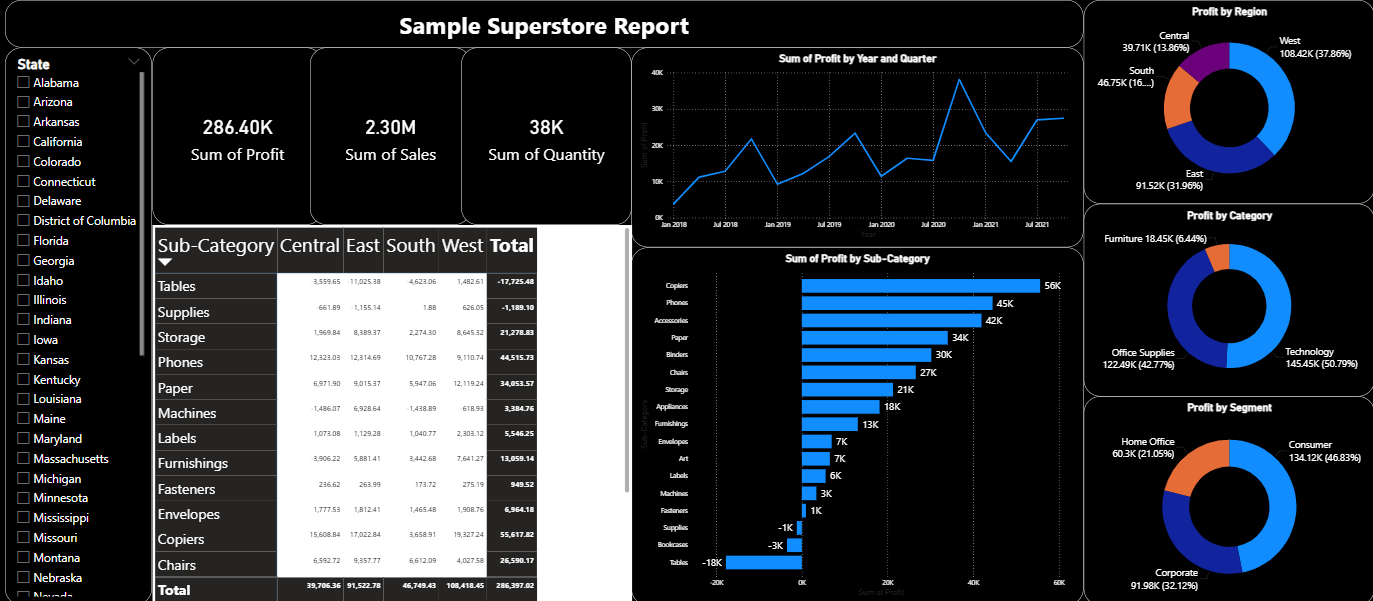 Sample Superstore Report
State
Alabama
Arizona
Arkansas
California
Colorado
Connecticut
Delaware
District of Columbia
Florida
Georgia
Idaho
Illinois
Indiana
Iowa
Kansas
Kentucky
Louisiana
Maine
Maryland
Massachusetts
Michigan
Minnesota
Mississippi
Missouri
Montana
Nebraska
Nevada
286.40K
Sum of Profit
2.30M
Sum of Sales
38K
Sum of Quantity
Sub-Category Central East South West Total
Tables -3,559.65 -11,025.38 -4,623.06 1,482.61 -17,725.48
Supplies -661.89 -1,155.14 1.88 626.05 -1,189.10
Storage 1,969.84 8,389.37 2,274.30 8,645.32 21,278.83
Phones 12,323.03 12,314.69 10,767.28 9,110.74 44,515.73
Paper 6,971.90 9,015.37 5,947.06 12,119.24 34,053.57
Machines -1,486.07 6,928.64 -1,438.89 -618.93 3,384.76
Labels 1,073.08 1,129.28 1,040.77 2,303.12 5,546.25
Furnishings -3,906.22 5,881.41 3,442.68 7,641.27 13,059.14
Fasteners 236.62 263.99 173.72 275.19 949.52
Envelopes 1,777.53 1,812.41 1,465.48 1,908.76 6,964.18
Copiers 15,608.84 17,022.84 3,658.91 19,327.24 55,617.82
Chairs 6,592.72 9,357.77 6,612.09 4,027.58 26,590.17
Total 39,706.36 91,522.78 46,749.43 108,418.45 286,397.02
Sum of Profit by Year and Quarter
Sum of Profit
40K
30K
20K
10K
0K
Jan 2018 Jul 2018 Jan 2019 Jul 2019 Jan 2020 Jul 2020 Jan 2021 Jul 2021
Year
Sum of Profit by Sub-Category
Sub-Category
Copiers 56K
Phones 45K
Accessories 42K
Paper 34K
Binders 30K
Chairs 27K
Storage 21K
Appliances 18K
Furnishings 13K
Envelopes 7K
Art 7K
Labels 6K
Machines 3K
Fasteners 1K
Supplies -1K
Bookcases -3K
Tables -18K
-20K 0K 20K 40K 60K
Sum of Profit
Profit by Region
Central
39.71K (13.86%)
West
108.42K (37.86%)
South
46.75K (16....)
East
91.52K (31.96%)
Profit by Category
Furniture 18.45K (6.44%)
Office Supplies
122.49K (42.77%)
Technology
145.45K (50.79%)
Profit by Segment
Home Office
60.3K (21.05%)
Consumer
134.12K (46.83%)
Corporate
91.98K (32.12%)